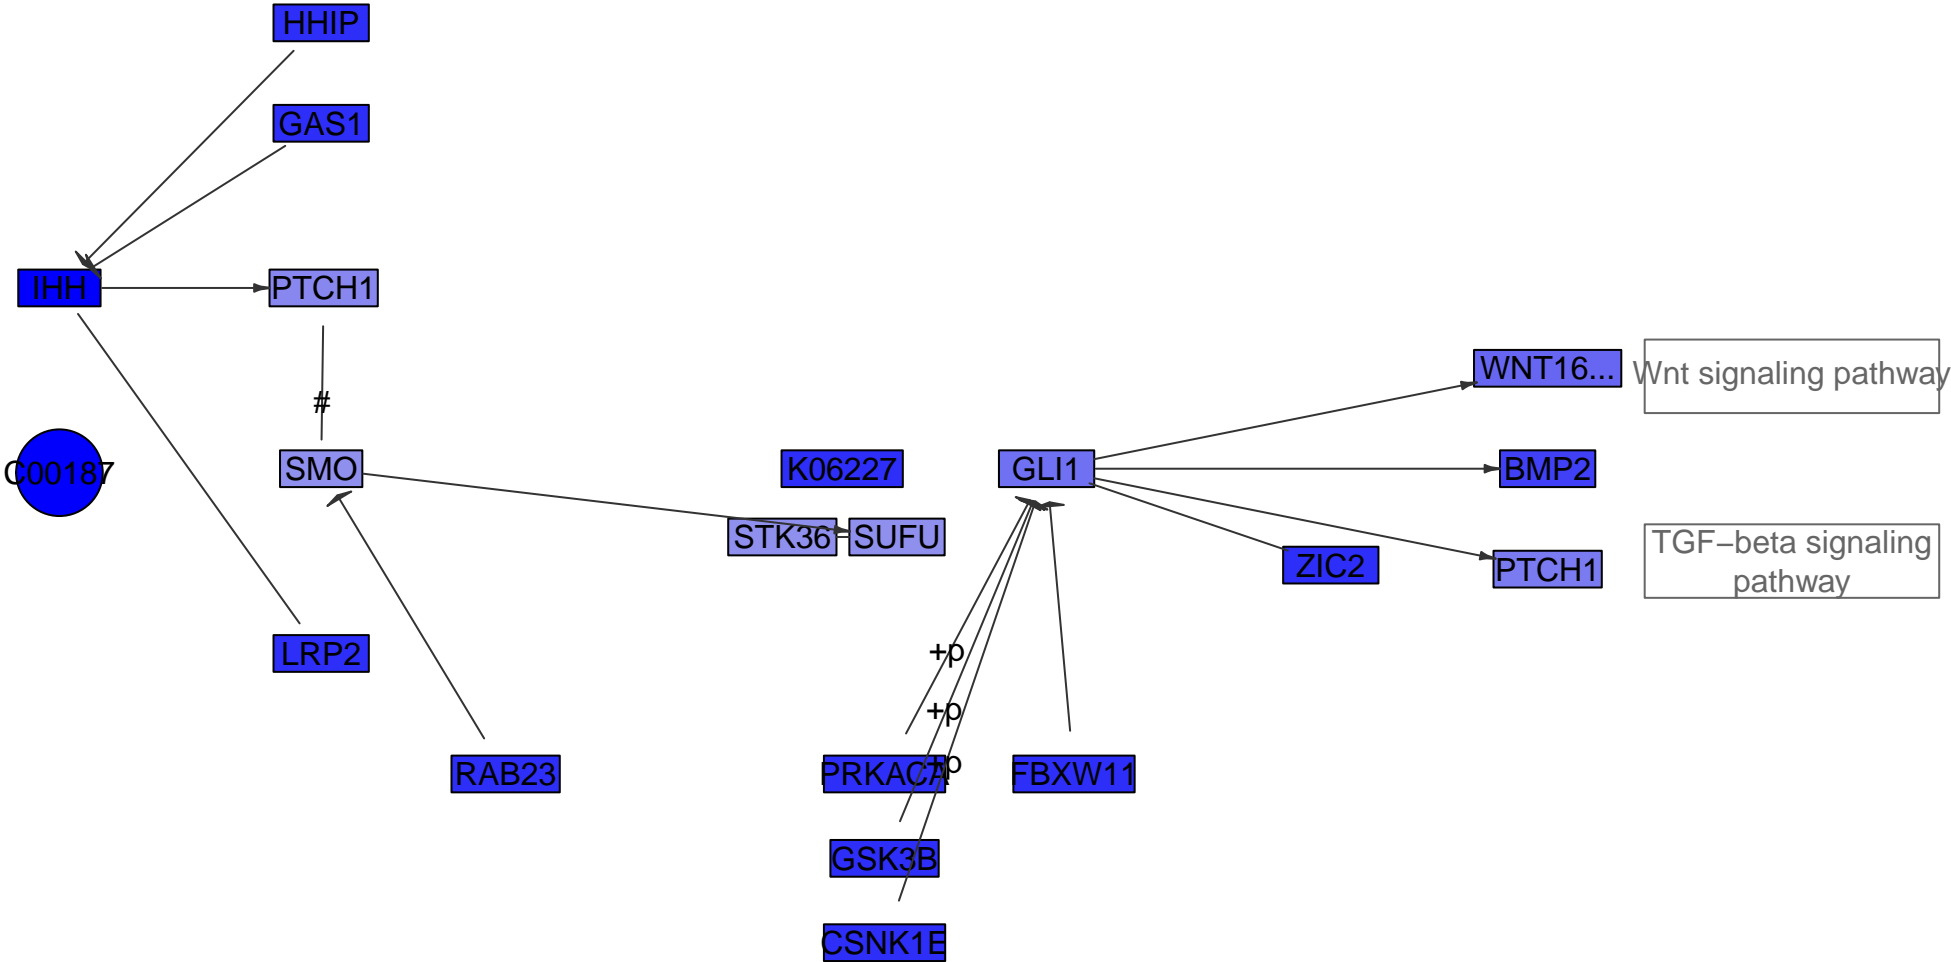 HHIP
GAS1
IHH
PTCH1
WNT16...
Wnt signaling pathway
#
C00187
SMO
K06227
GLI1
BMP2
STK36
SUFU
ZIC2
PTCH1
TGF−beta signaling
pathway
LRP2
+p
+p
+p
RAB23
PRKACA
FBXW11
GSK3B
CSNK1E